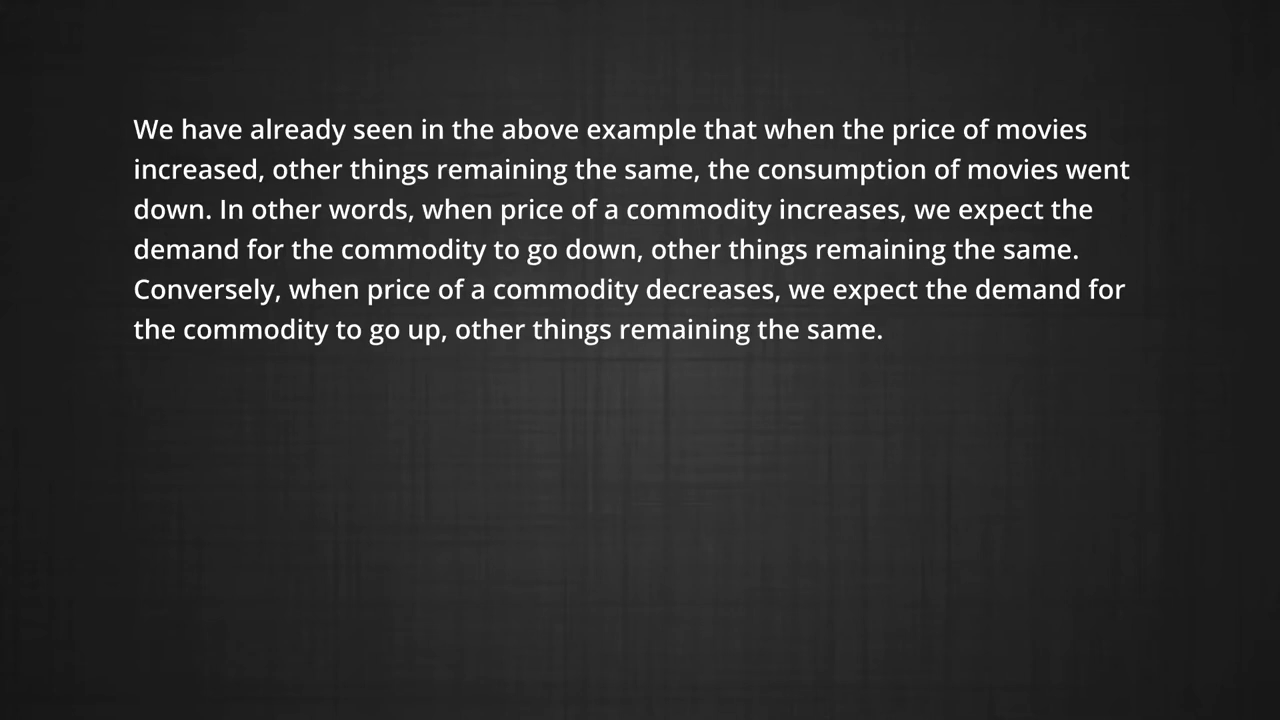 We have already seen in the above example that when the price of movies
increased, other things remaining the same, the consumption of movies went
down. In other words, when price of a commodity increases, we expect the
demand for the commodity to go down, other things remaining the same.
Conversely, when price of a commodity decreases, we expect the demand for
the commodity to go up, other things remaining the same.